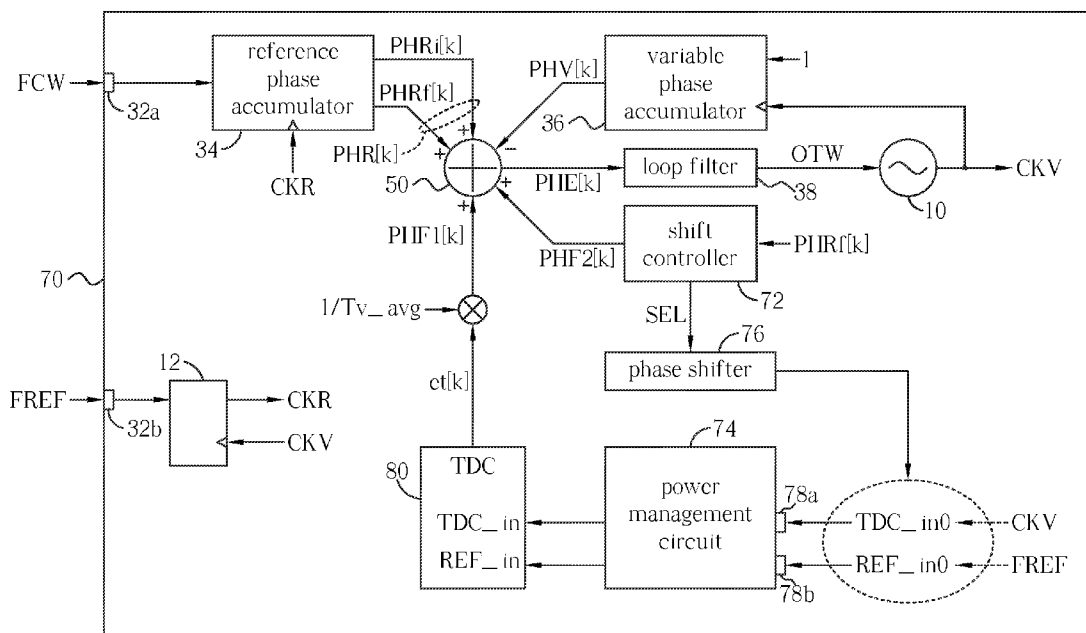 FCW
32a
reference
phase
accumulator
34
CKR
PHRi[k]
PHRf[k]
PHR[k]
PHV[k]
variable
phase
accumulator
36
1
+
+
−
+
+
50
PHE[k]
loop filter
38
OTW
10
CKV
PHF1[k]
PHF2[k]
shift
controller
72
PHRf[k]
70
1/Tv_avg
SEL
76
phase shifter
12
FREF
32b
CKR
CKV
et[k]
80
TDC
TDC_in
REF_in
74
power
management
circuit
78a
78b
TDC_in0
REF_in0
CKV
FREF